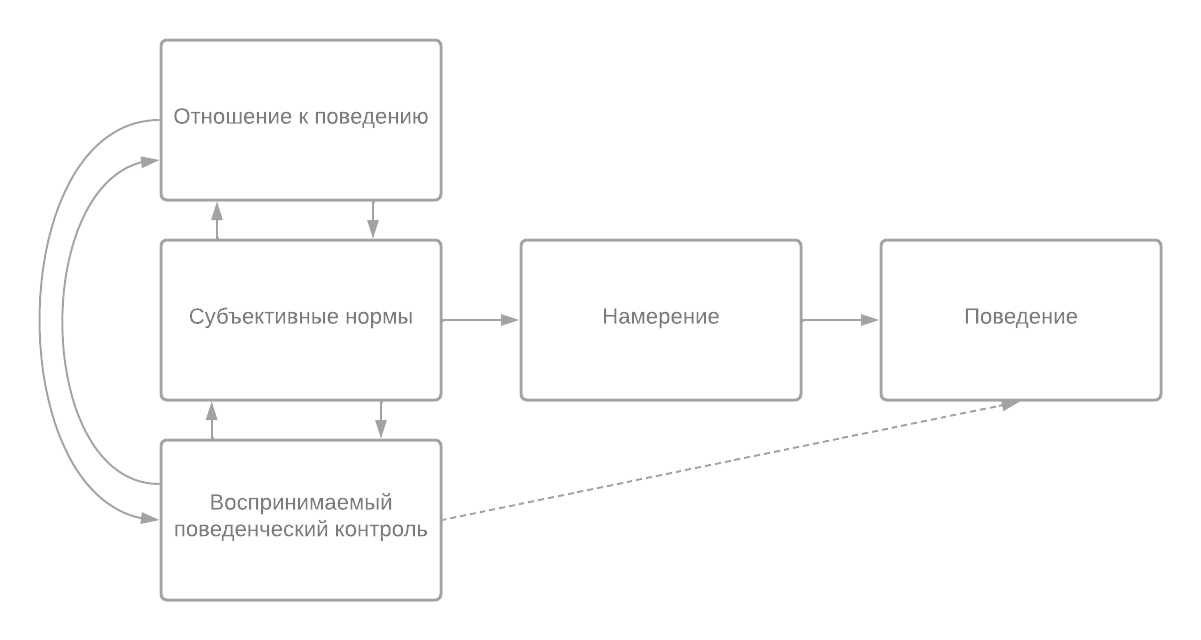 Отношение к поведению
Субъективные нормы
Намерение
Поведение
Воспринимаемый
поведенческий контроль